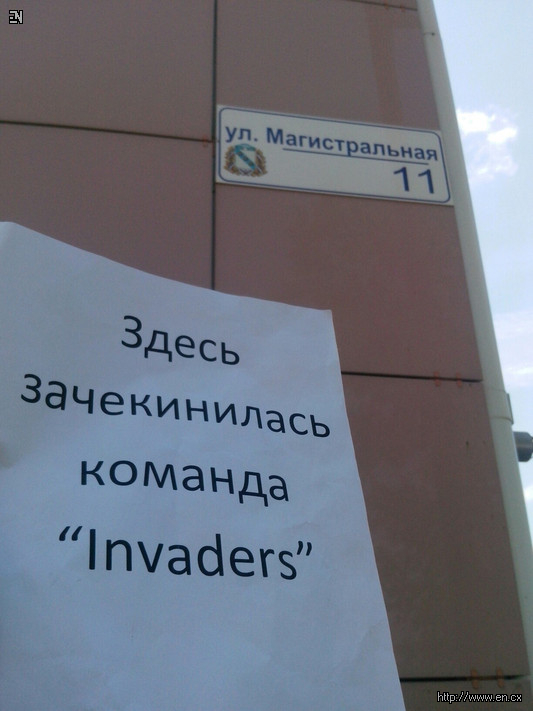 EN
ул. Магистральная
11
Здесь
зачекинилась
команда
“Invaders”
http://www.en.cx